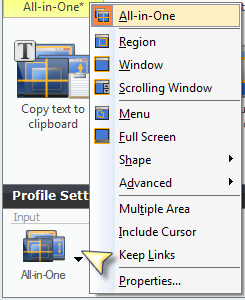 All-in-One*
T
Copy text to
clipboard
Profile Sett
Input
All-in-One
All-in-One
Region
Window
Scrolling Window
Menu
Full Screen
Shape
Advanced
Multiple Area
Include Cursor
Keep Links
Properties...